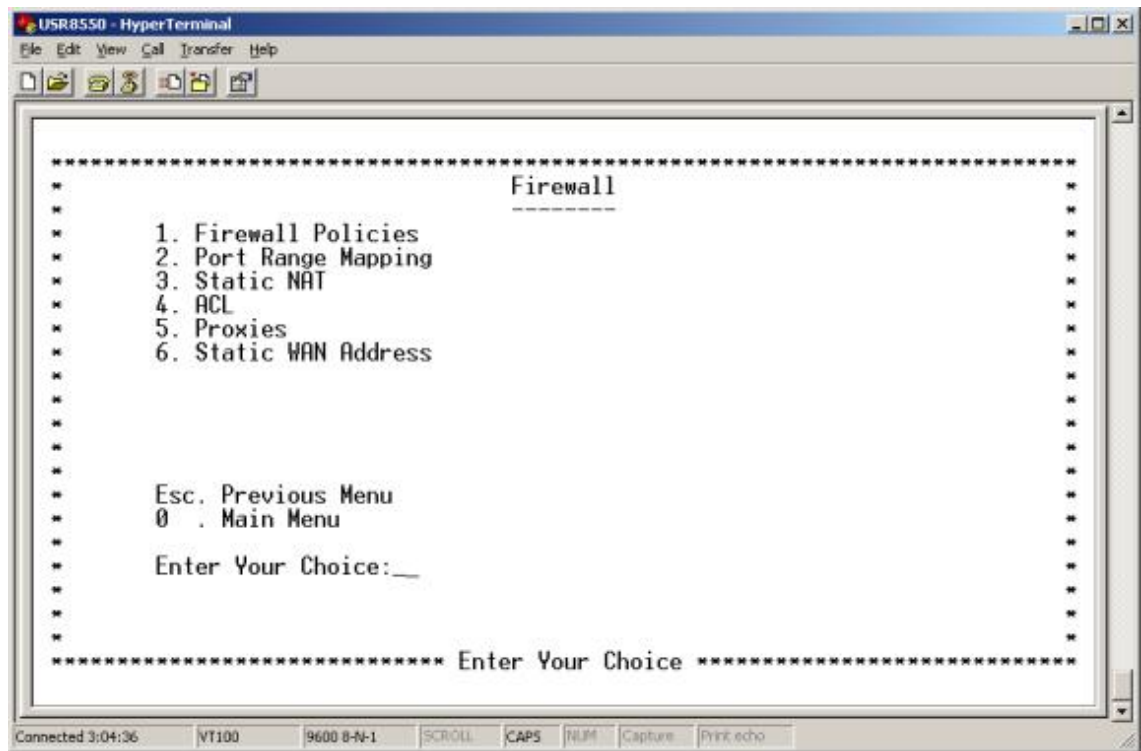 USR8550 - HyperTerminal
File Edit View Call Transfer Help
******************************************************************************
* Firewall *
* -------- *
* 1. Firewall Policies *
* 2. Port Range Mapping *
* 3. Static NAT *
* 4. ACL *
* 5. Proxies *
* 6. Static WAN Address *
* *
* *
* *
* *
* *
* Esc. Previous Menu *
* 0 . Main Menu *
* *
* Enter Your Choice:__ *
* *
* *
* *
****************************** Enter Your Choice *****************************
Connected 3:04:36 VT100 9600 8-N-1 SCROLL CAPS NUM Capture Print echo